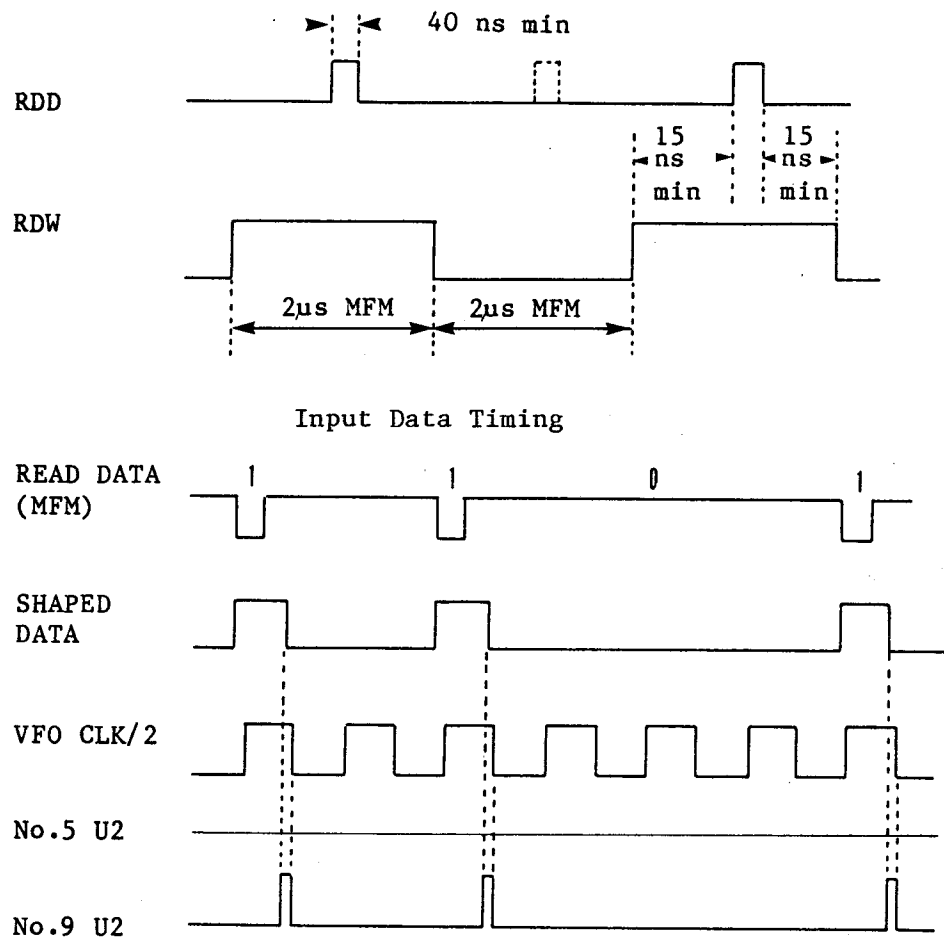 40 ns min
RDD
15 15
ns ns
min min
RDW
2µs MFM 2µs MFM
Input Data Timing
READ DATA 1 1 0 1
(MFM)
SHAPED
DATA
VFO CLK/2
No.5 U2
No.9 U2